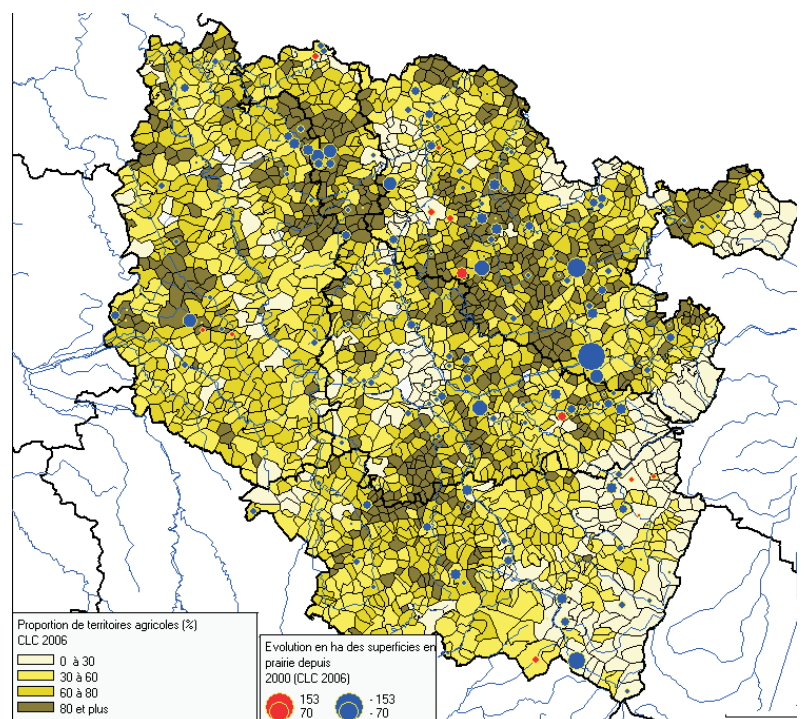 Proportion de territoires agricoles (%)
CLC 2006
0 à 30
30 à 60
60 à 80
80 et plus
Evolution en ha des superficies en
prairie depuis
2000 (CLC 2006)
153 - 153
70 - 70